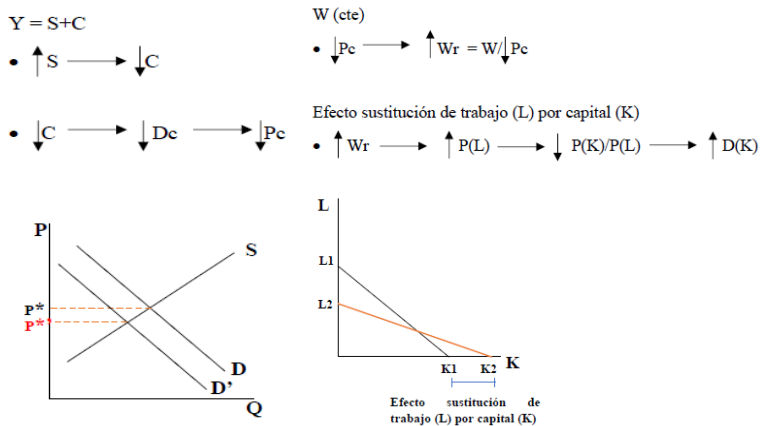 Y = S+C
• ↑S ⟶ ↓C
• ↓C ⟶ ↓Dc ⟶ ↓Pc
W (cte)
• ↓Pc ⟶ ↑Wr = W/↓Pc
Efecto sustitución de trabajo (L) por capital (K)
• ↑Wr ⟶ ↑P(L) ⟶ ↓ P(K)/P(L) ⟶ ↑D(K)
P
S
P*
P*'
D
D'
Q
L
L1
L2
K1
K2
K
Efecto sustitución de
trabajo (L) por capital (K)